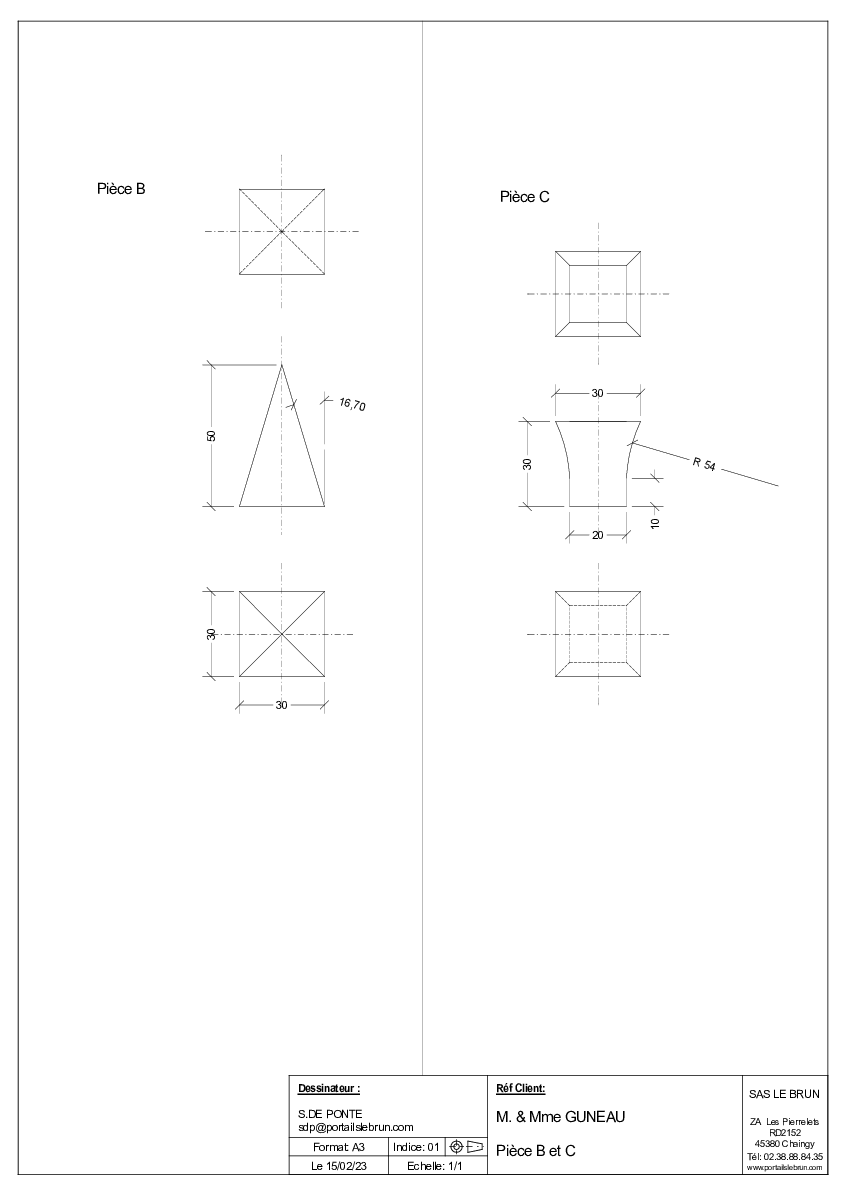 Pièce B
Pièce C
16,70
50
30
30
30
30
R 54
10
20
Dessinateur :
S.DE PONTE
sdp@portailslebrun.com
Format: A3
Indice: 01
Le 15/02/23
Echelle: 1/1
Réf Client:
M. & Mme GUNEAU
Pièce B et C
SAS LE BRUN
ZA Les Pierrelets
RD2152
45380 Chaingy
Tél: 02.38.88.84.35
www.portailslebrun.com